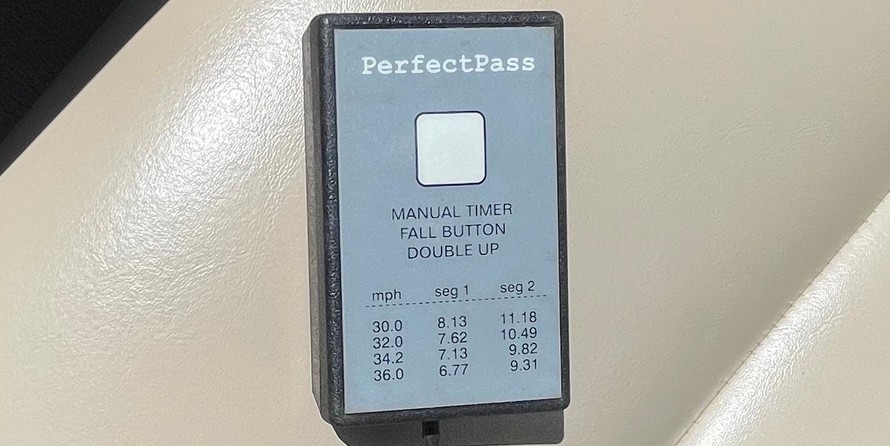 PerfectPass
MANUAL TIMER
FALL BUTTON
DOUBLE UP
mph seg 1 seg 2
30.0 8.13 11.18
32.0 7.62 10.49
34.2 7.13 9.82
36.0 6.77 9.31